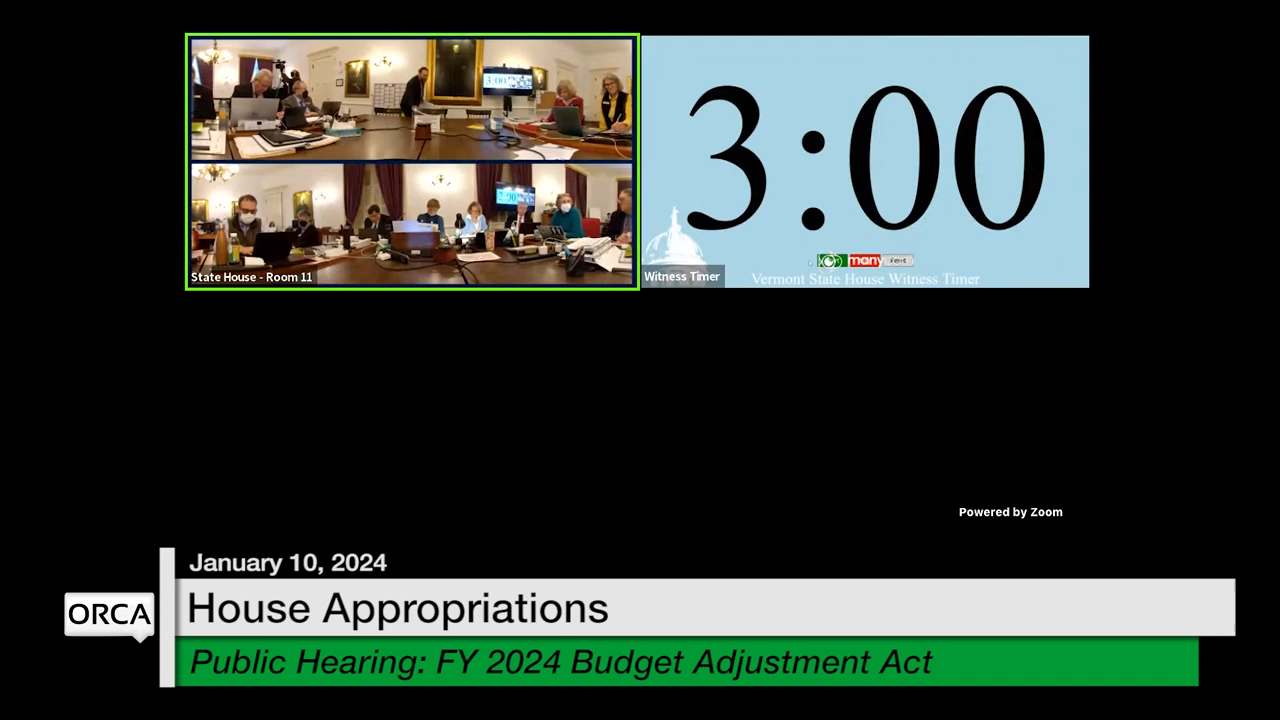 State House - Room 11
3:00
Witness Timer
Vermont State House Witness Timer
many
Powered by Zoom
January 10, 2024
House Appropriations
ORCA
Public Hearing: FY 2024 Budget Adjustment Act